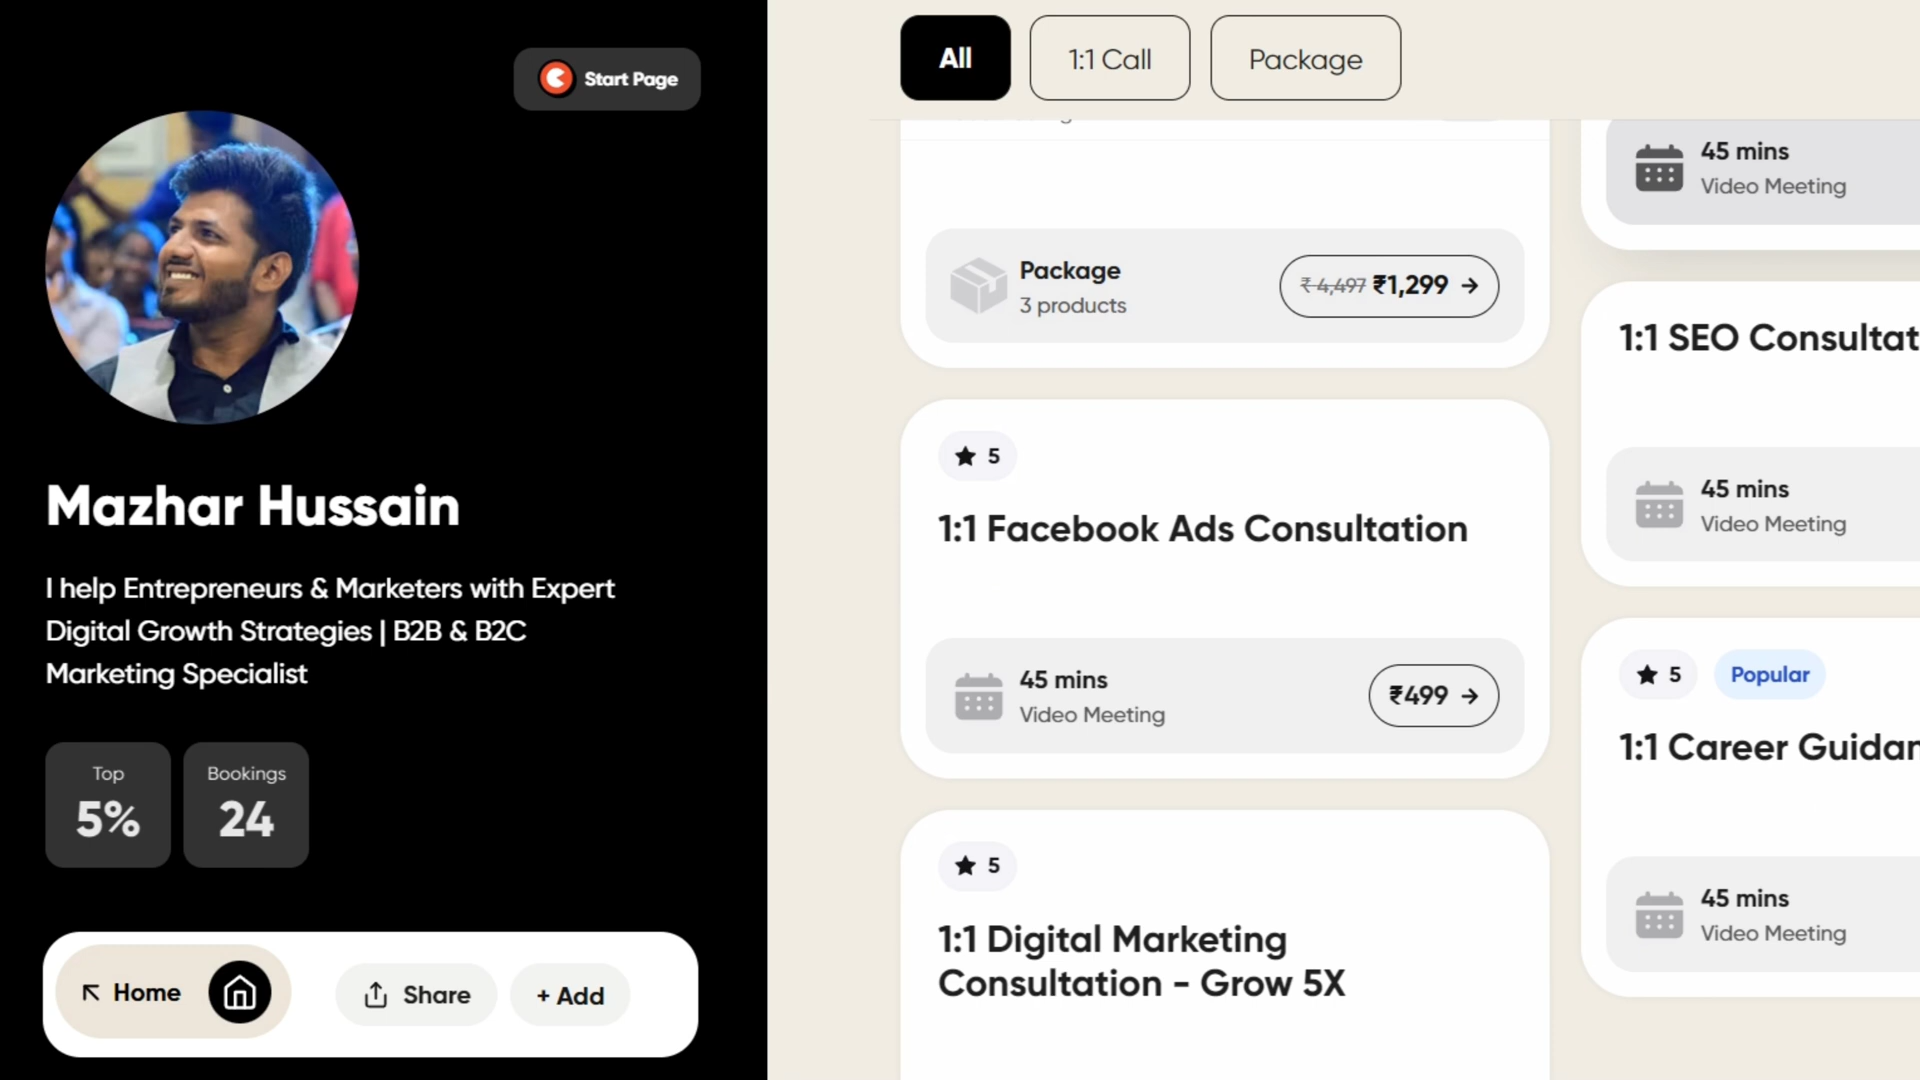 Start Page
Mazhar Hussain
I help Entrepreneurs & Marketers with Expert
Digital Growth Strategies | B2B & B2C
Marketing Specialist
Top
5%
Bookings
24
Home
Share
+ Add
All
1:1 Call
Package
Package
3 products
₹ 4,497 ₹1,299
5
1:1 Facebook Ads Consultation
45 mins
Video Meeting
₹499
5
1:1 Digital Marketing
Consultation - Grow 5X
45 mins
Video Meeting
1:1 SEO Consultat
45 mins
Video Meeting
5
Popular
1:1 Career Guidan
45 mins
Video Meeting